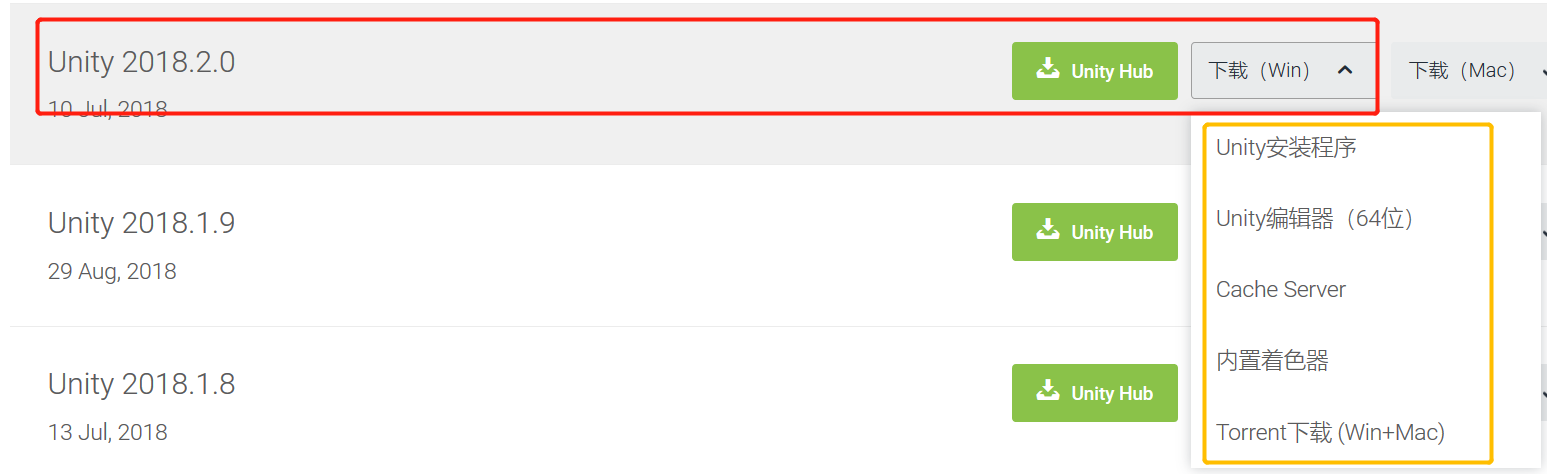 Unity 2018.2.0
Unity Hub
下载（Win）
下载（Mac）
10 Jul, 2018
Unity安装程序
Unity编辑器（64位）
Cache Server
内置着色器
Torrent下载 (Win+Mac)
Unity 2018.1.9
Unity Hub
29 Aug, 2018
Unity 2018.1.8
Unity Hub
13 Jul, 2018